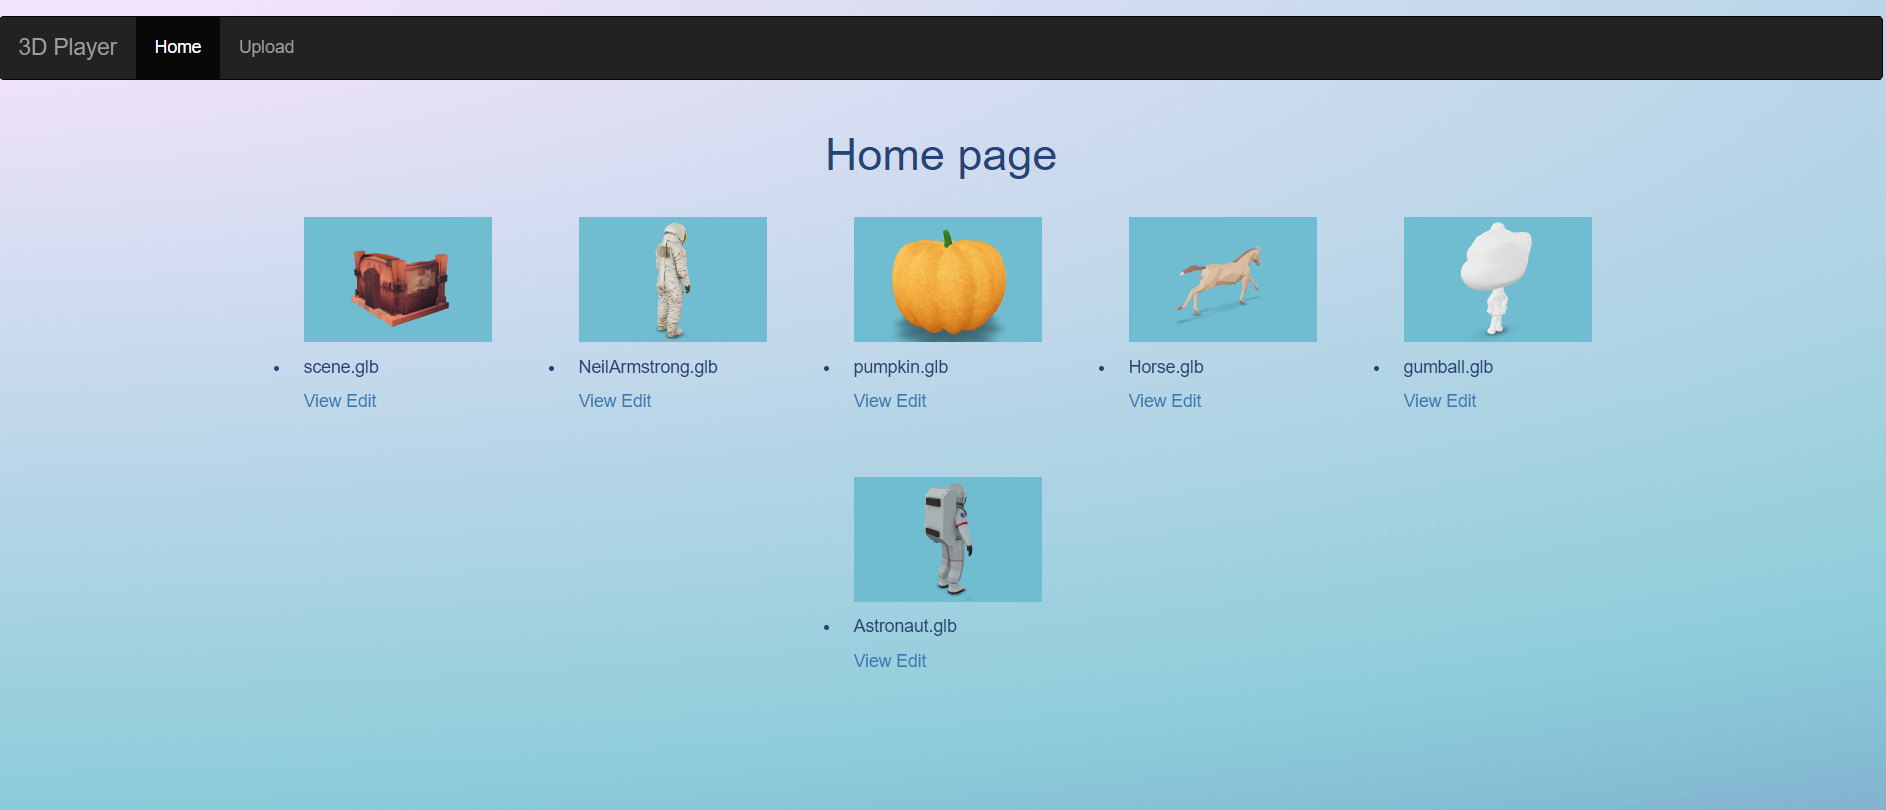 3D Player Home Upload
Home page
scene.glb
View Edit
NeilArmstrong.glb
View Edit
pumpkin.glb
View Edit
Horse.glb
View Edit
gumball.glb
View Edit
Astronaut.glb
View Edit